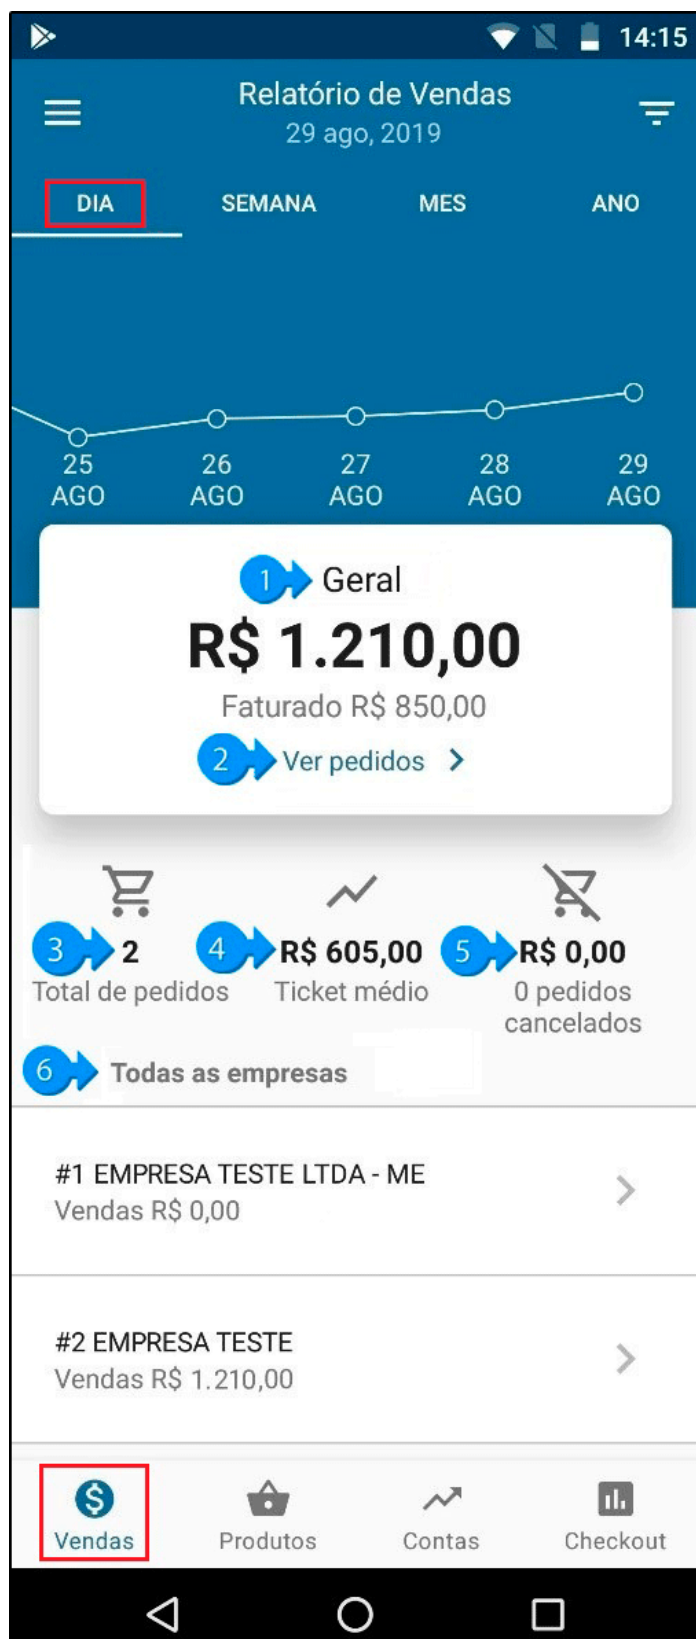 14:15
Relatório de Vendas
29 ago, 2019
DIA SEMANA MES ANO
25 26 27 28 29
AGO AGO AGO AGO AGO
1 Geral
R$ 1.210,00
Faturado R$ 850,00
2 Ver pedidos
3 2 4 R$ 605,00 5 R$ 0,00
Total de pedidos Ticket médio 0 pedidos
cancelados
6 Todas as empresas
#1 EMPRESA TESTE LTDA - ME
Vendas R$ 0,00
#2 EMPRESA TESTE
Vendas R$ 1.210,00
Vendas Produtos Contas Checkout